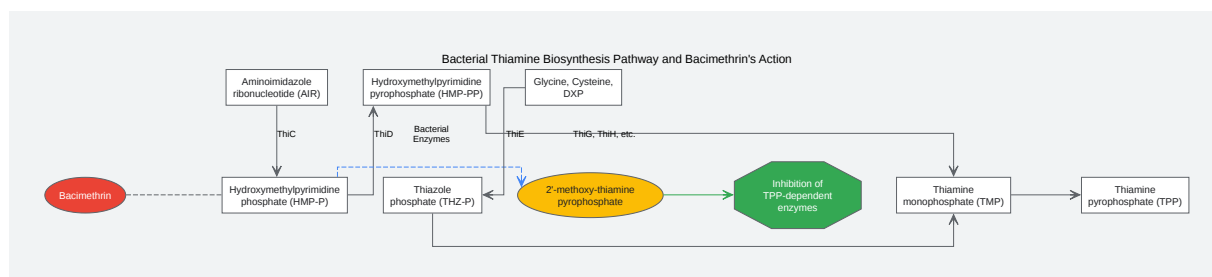 Bacterial Thiamine Biosynthesis Pathway and Bacimethrin's Action
Aminoimidazole
ribonucleotide (AIR)
Hydroxymethylpyrimidine
pyrophosphate (HMP-PP)
Glycine, Cysteine,
DXP
ThiC
ThiD
Bacterial
Enzymes
ThiE
ThiG, ThiH, etc.
Bacimethrin
Hydroxymethylpyrimidine
phosphate (HMP-P)
Thiazole
phosphate (THZ-P)
2'-methoxy-thiamine
pyrophosphate
Inhibition of
TPP-dependent
enzymes
Thiamine
monophosphate (TMP)
Thiamine
pyrophosphate (TPP)